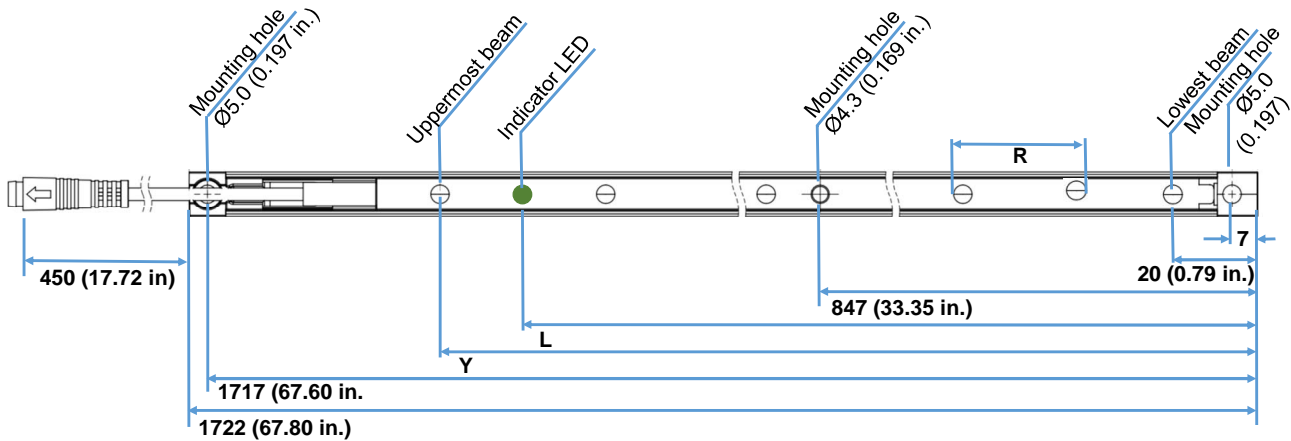 Mounting hole
Ø5.0 (0.197 in.)
Uppermost beam
Indicator LED
Mounting hole
Ø4.3 (0.169 in.)
Lowest beam
Mounting hole
Ø5.0
(0.197)
R
7
450 (17.72 in)
20 (0.79 in.)
847 (33.35 in.)
L
Y
1717 (67.60 in.
1722 (67.80 in.)